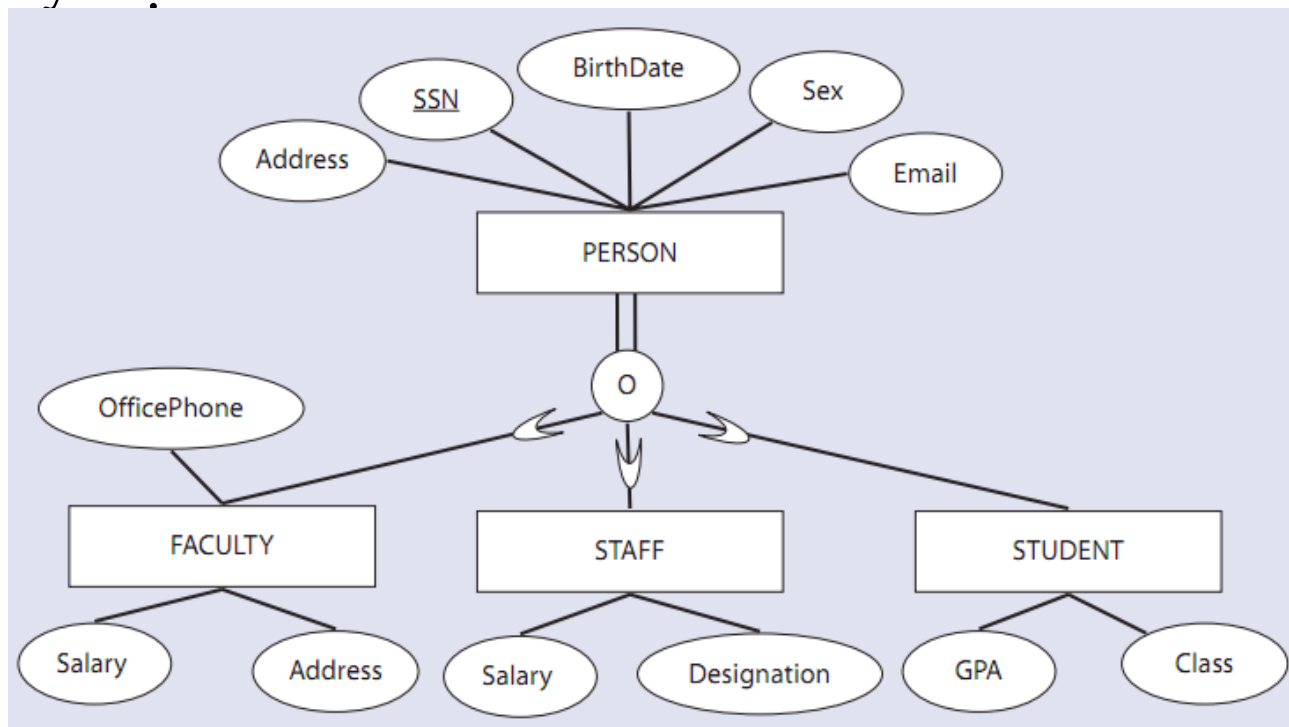 BirthDate
SSN
Sex
Address
Email
PERSON
O
OfficePhone
FACULTY
STAFF
STUDENT
Salary
Address
Salary
Designation
GPA
Class